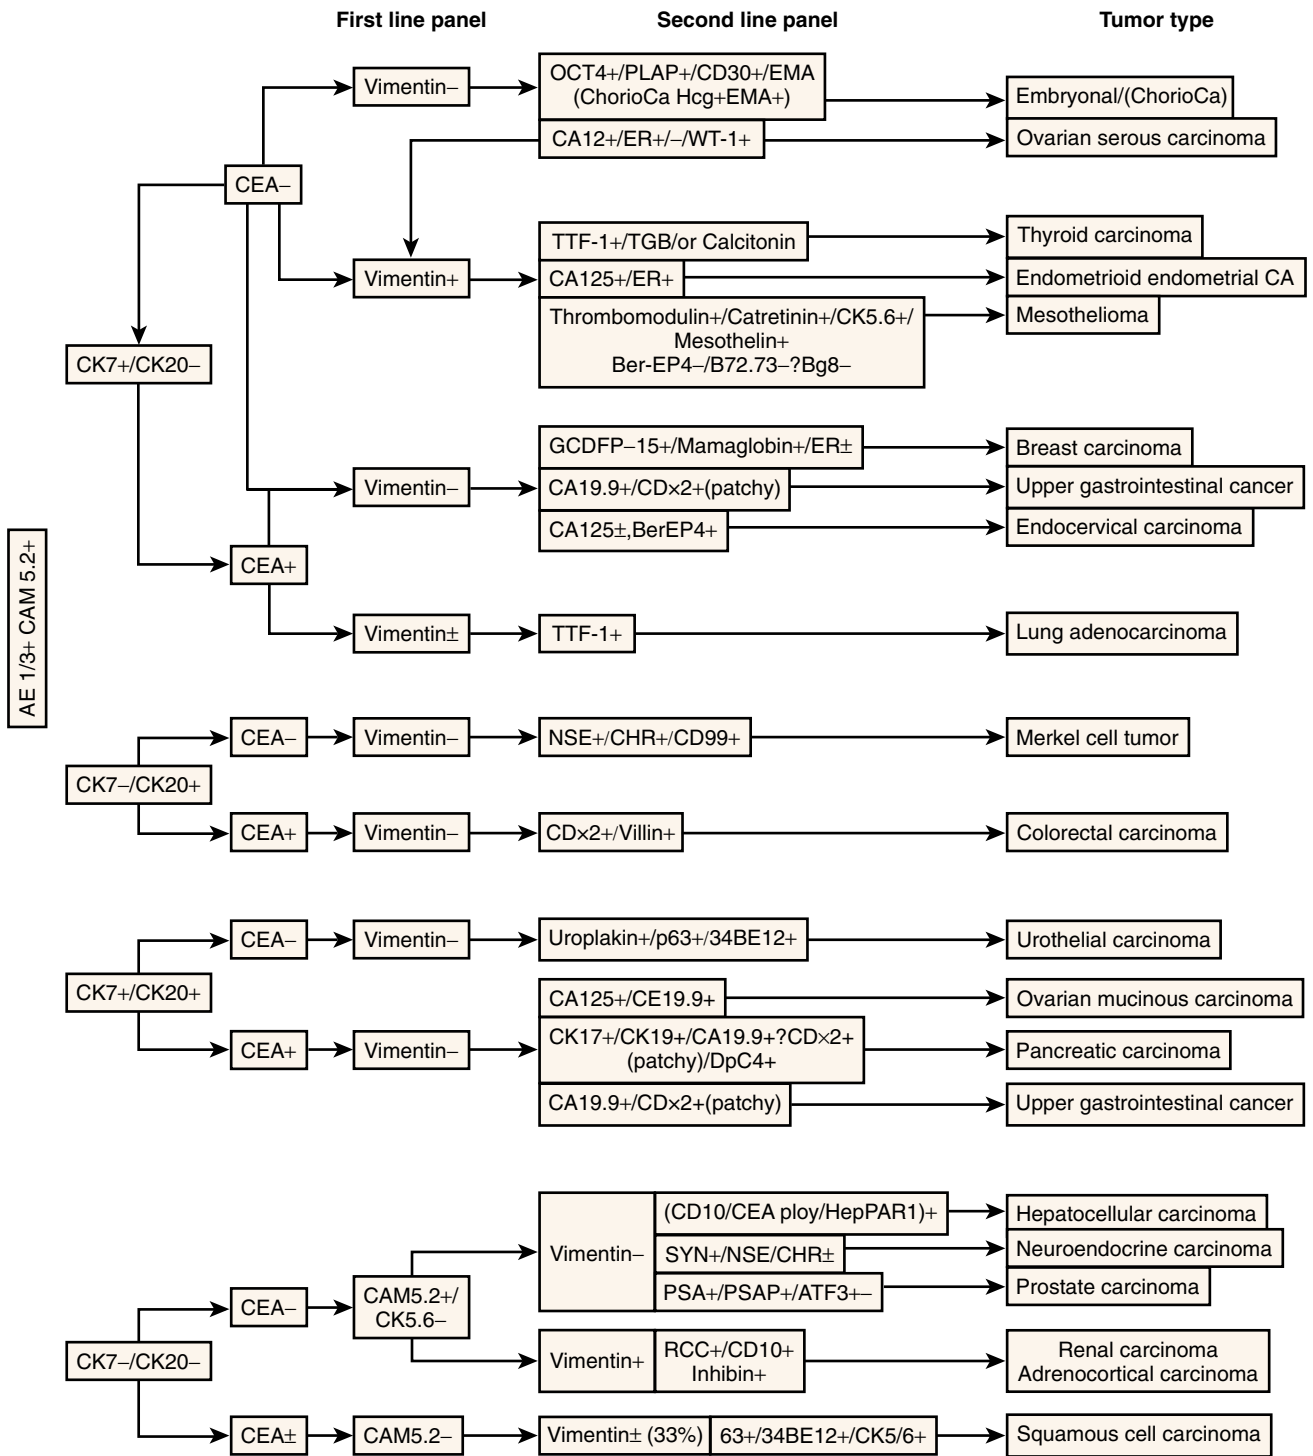 First line panel
Second line panel
Tumor type
AE 1/3+ CAM 5.2+
CK7+/CK20−
CEA−
Vimentin−
OCT4+/PLAP+/CD30+/EMA
(ChorioCa Hcg+EMA+)
Embryonal/(ChorioCa)
CA12+/ER+/−/WT-1+
Ovarian serous carcinoma
Vimentin+
TTF-1+/TGB/or Calcitonin
Thyroid carcinoma
CA125+/ER+
Endometrioid endometrial CA
Thrombomodulin+/Catretinin+/CK5.6+/
Mesothelin+
Ber-EP4−/B72.73−?Bg8−
Mesothelioma
CEA+
Vimentin−
GCDFP−15+/Mamaglobin+/ER±
Breast carcinoma
CA19.9+/CD×2+(patchy)
Upper gastrointestinal cancer
CA125±,BerEP4+
Endocervical carcinoma
Vimentin±
TTF-1+
Lung adenocarcinoma
CK7−/CK20+
CEA−
Vimentin−
NSE+/CHR+/CD99+
Merkel cell tumor
CEA+
Vimentin−
CD×2+/Villin+
Colorectal carcinoma
CK7+/CK20+
CEA−
Vimentin−
Uroplakin+/p63+/34BE12+
Urothelial carcinoma
CEA+
Vimentin−
CA125+/CE19.9+
Ovarian mucinous carcinoma
CK17+/CK19+/CA19.9+?CD×2+
(patchy)/DpC4+
Pancreatic carcinoma
CA19.9+/CD×2+(patchy)
Upper gastrointestinal cancer
CK7−/CK20−
CEA−
CAM5.2+/
CK5.6−
Vimentin−
(CD10/CEA ploy/HepPAR1)+
Hepatocellular carcinoma
SYN+/NSE/CHR±
Neuroendocrine carcinoma
PSA+/PSAP+/ATF3+−
Prostate carcinoma
Vimentin+
RCC+/CD10+
Inhibin+
Renal carcinoma
Adrenocortical carcinoma
CEA±
CAM5.2−
Vimentin± (33%)
63+/34BE12+/CK5/6+
Squamous cell carcinoma